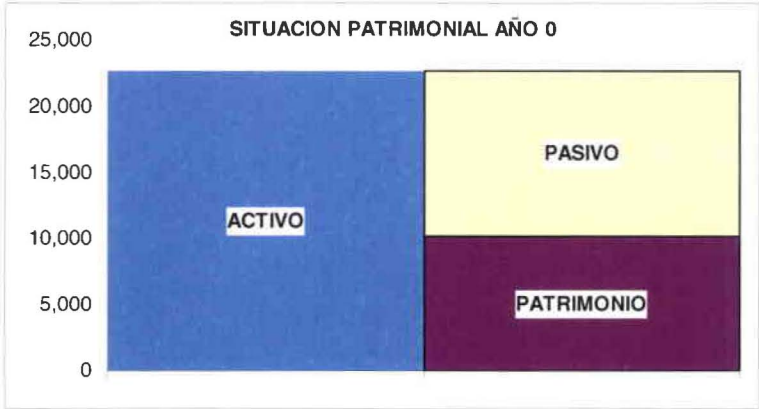 SITUACION PATRIMONIAL AÑO 0
25,000
20,000
15,000
10,000
5,000
0
ACTIVO
PASIVO
PATRIMONIO